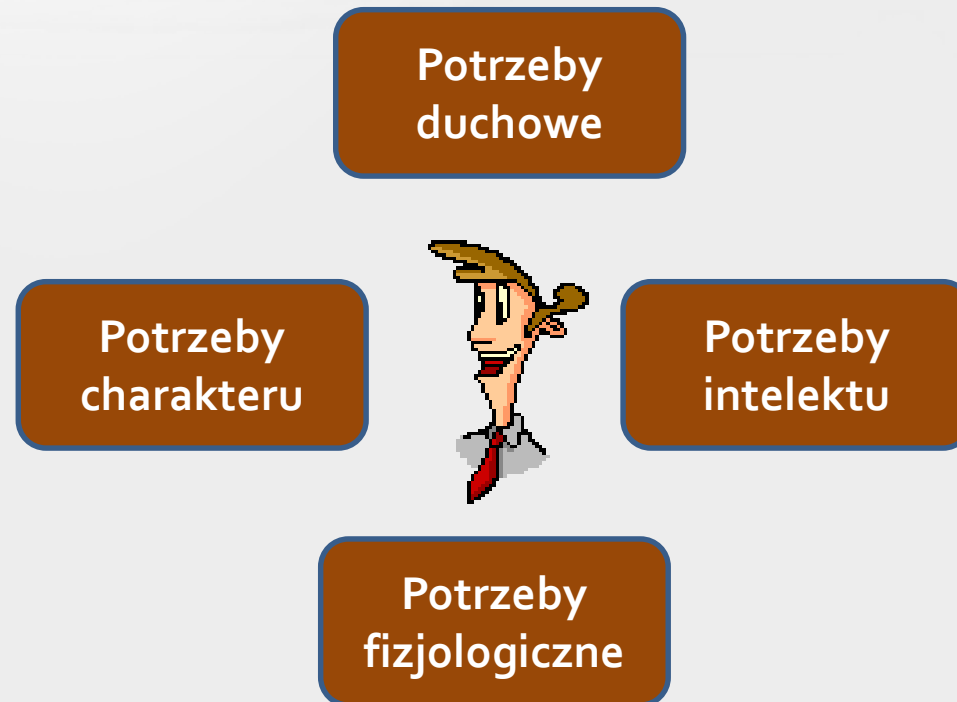 Potrzeby
duchowe
Potrzeby
charakteru
Potrzeby
intelektu
Potrzeby
fizjologiczne